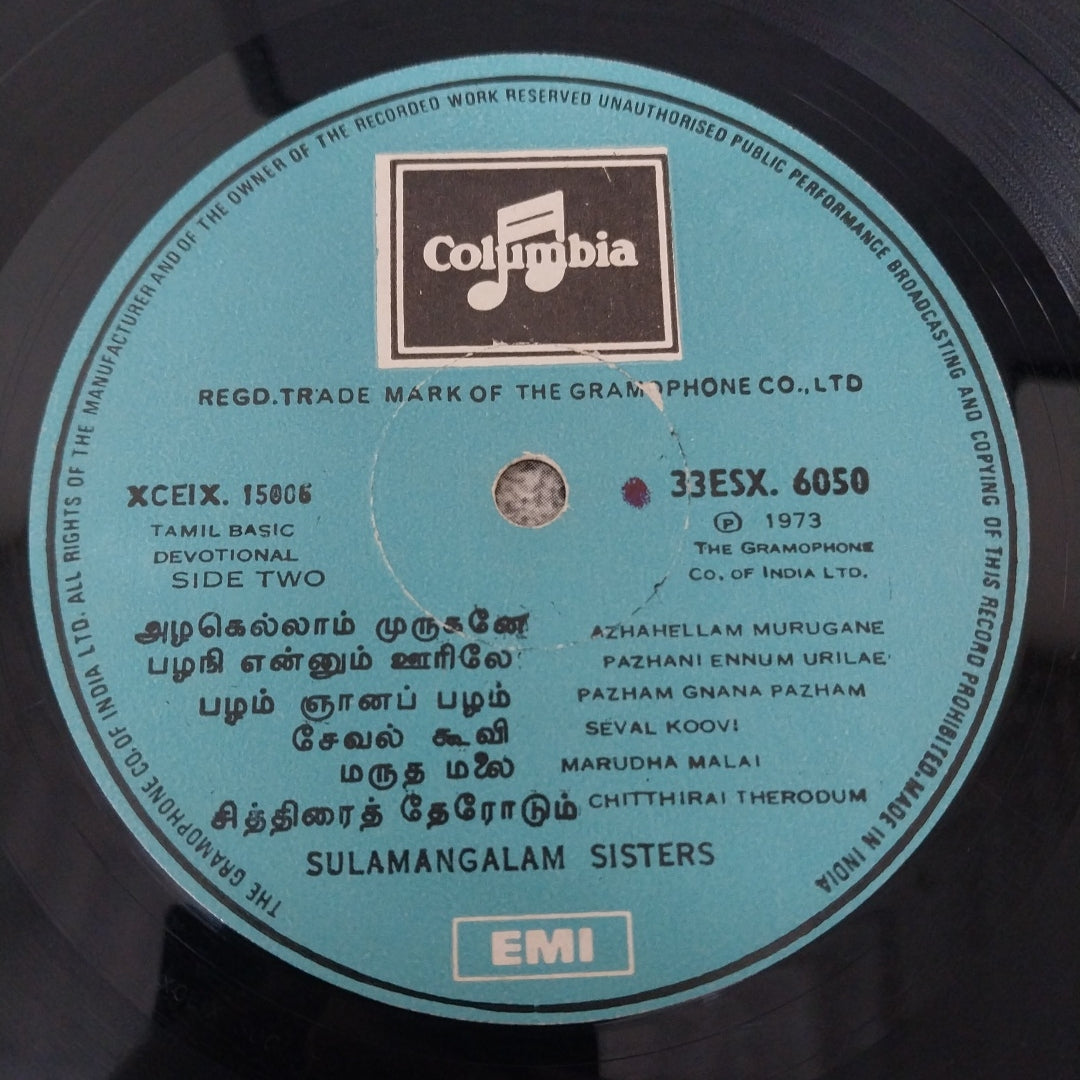 THE GRAMOPHONE CO. OF INDIA LTD. ALL RIGHTS OF THE MANUFACTURER AND OF THE OWNER OF THE RECORDED WORK RESERVED UNAUTHORISED PUBLIC PERFORMANCE BROADCASTING AND COPYING OF THIS RECORD PROHIBITED. MADE IN INDIA
Columbia
REGD. TRADE MARK OF THE GRAMOPHONE CO., LTD
XCEIX. 15006
TAMIL BASIC
DEVOTIONAL
SIDE TWO
33ESX. 6050
Ⓟ 1973
THE GRAMOPHONE
CO. OF INDIA LTD.
அழகெல்லாம் முருகனே AZHAHELLAM MURUGANE
பழநி என்னும் ஊரிலே PAZHANI ENNUM URILAE
பழம் ஞானப் பழம் PAZHAM GNANA PAZHAM
சேவல் கூவி SEVAL KOOVI
மருத மலை MARUDHA MALAI
சித்திரைத் தேரோடும் CHITTHIRAI THERODUM
SULAMANGALAM SISTERS
EMI